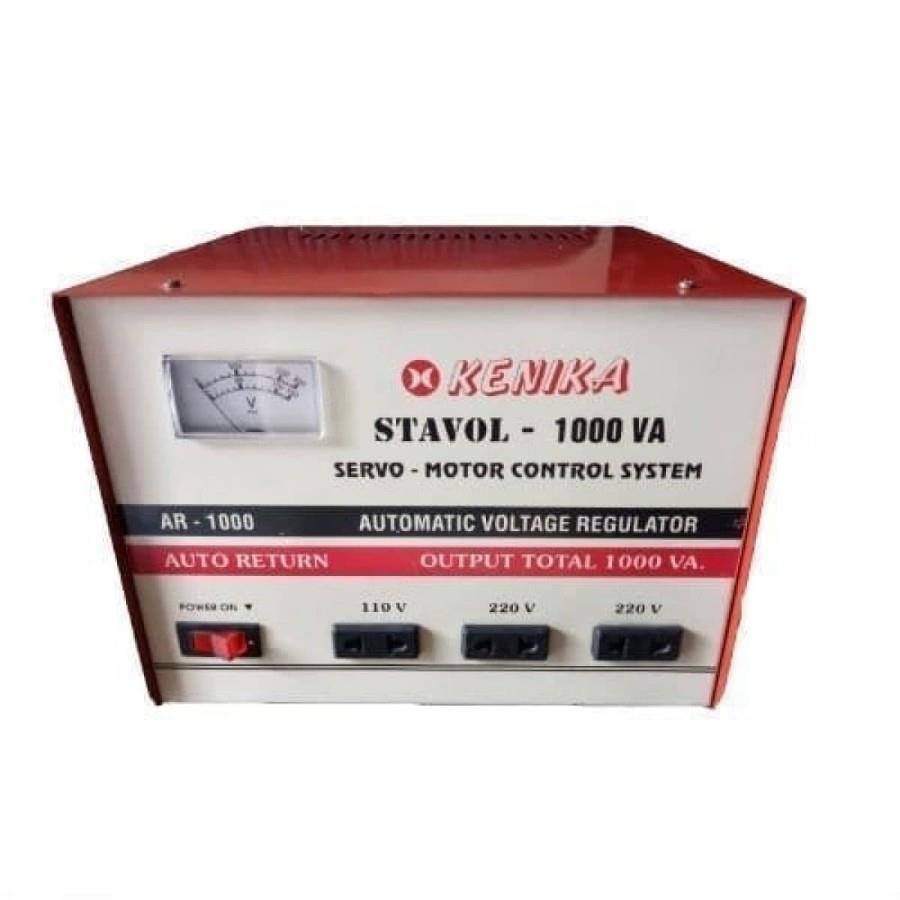 KENIKA
STAVOL - 1000 VA
SERVO - MOTOR CONTROL SYSTEM
AR - 1000 AUTOMATIC VOLTAGE REGULATOR
AUTO RETURN OUTPUT TOTAL 1000 VA.
POWER ON ▼ 110 V 220 V 220 V
V